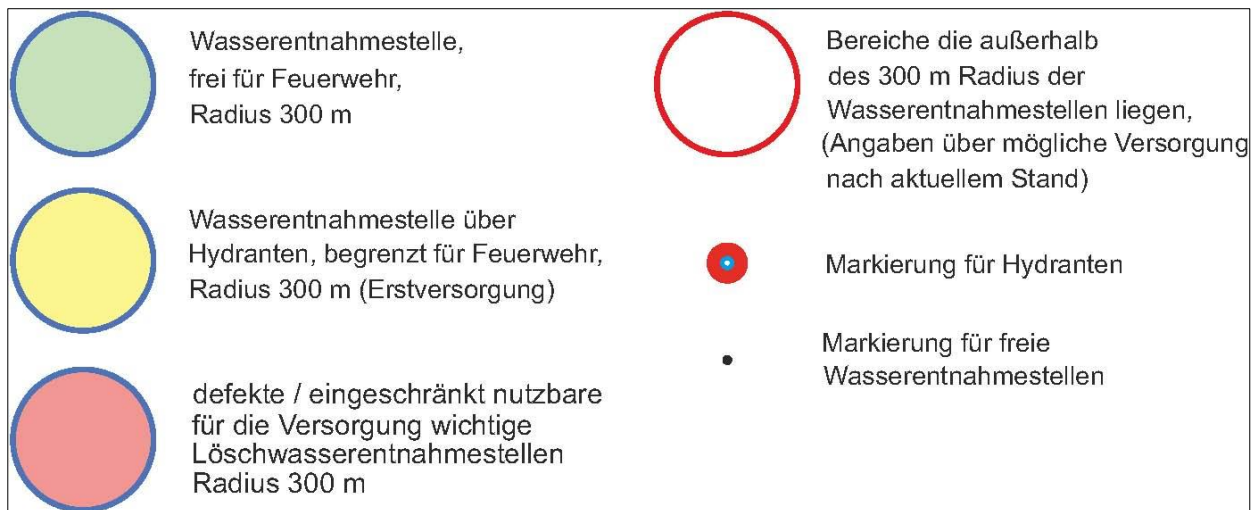 Wasserentnahmestelle,
frei für Feuerwehr,
Radius 300 m
Wasserentnahmestelle über
Hydranten, begrenzt für Feuerwehr,
Radius 300 m (Erstversorgung)
defekte / eingeschränkt nutzbare
für die Versorgung wichtige
Löschwasserentnahmestellen
Radius 300 m
Bereiche die außerhalb
des 300 m Radius der
Wasserentnahmestellen liegen,
(Angaben über mögliche Versorgung
nach aktuellem Stand)
Markierung für Hydranten
Markierung für freie
Wasserentnahmestellen